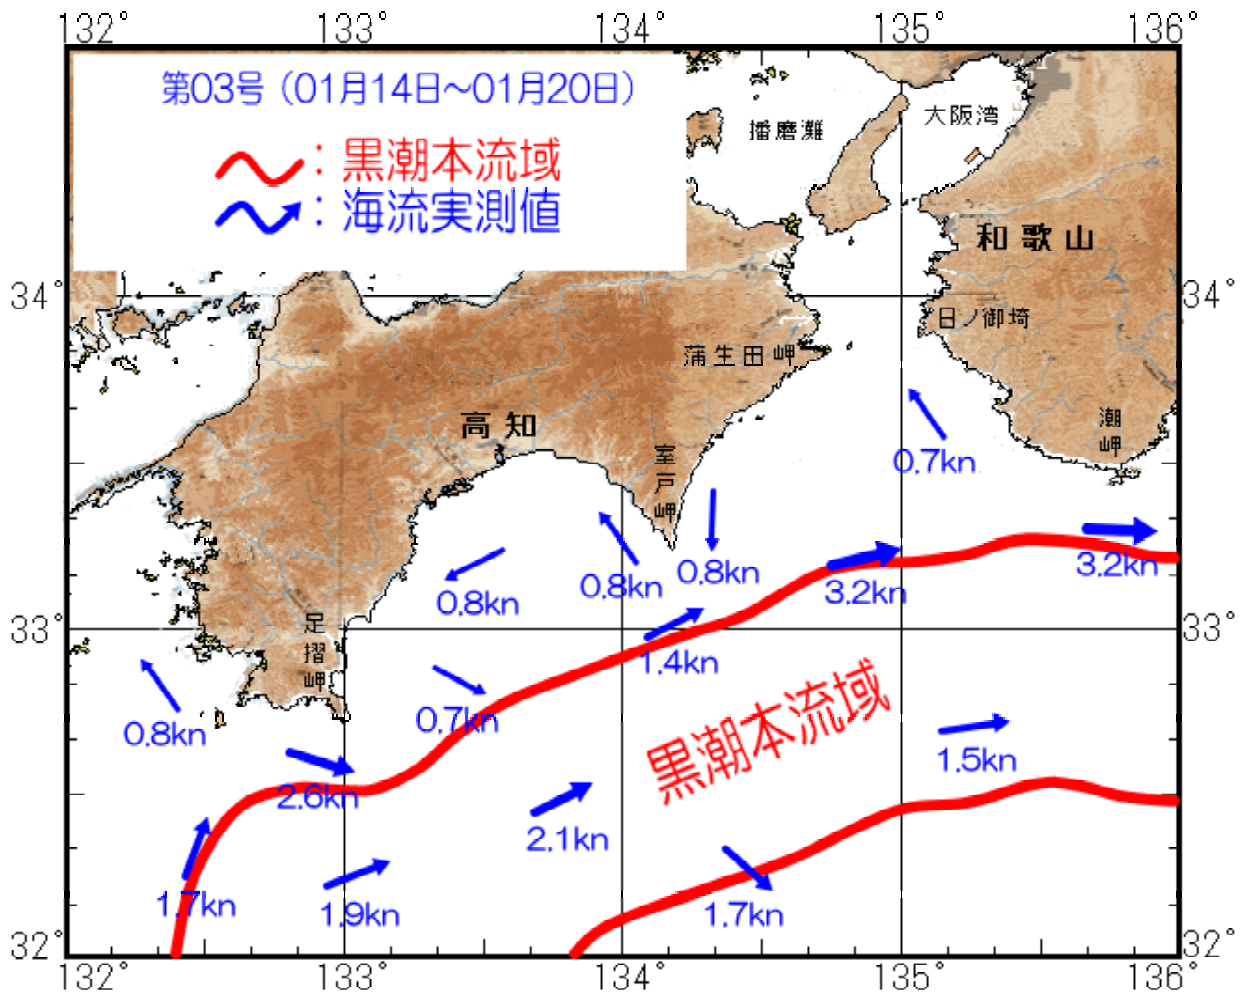 132° 133° 134° 135° 136°
第03号（01月14日～01月20日）
：黒潮本流域
：海流実測値
大阪湾
播磨灘
和歌山
34° 34°
日ノ御埼
蒲生田岬
潮岬
高知
室戸岬
0.7kn
0.8kn
0.8kn
0.8kn
3.2kn
3.2kn
33° 33°
足摺岬
1.4kn
0.8kn
0.7kn
黒潮本流域
1.5kn
2.6kn
2.1kn
1.7kn
1.9kn
1.7kn
32° 32°
132° 133° 134° 135° 136°